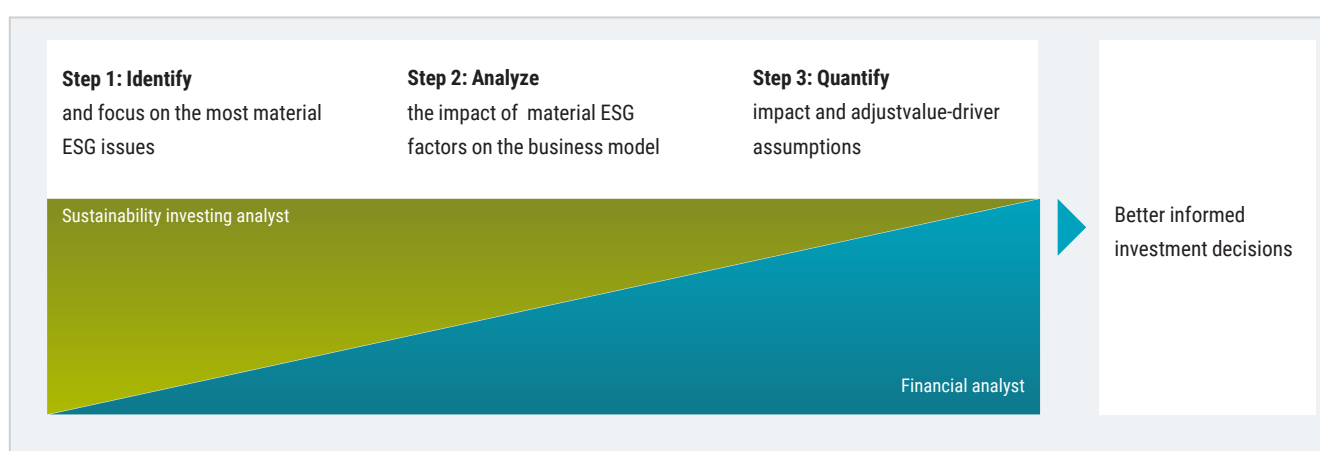 Step 1: Identify
and focus on the most material
ESG issues
Step 2: Analyze
the impact of  material ESG
factors on the business model
Step 3: Quantify
impact and adjustvalue-driver
assumptions
Sustainability investing analyst
Financial analyst
Better informed
investment decisions